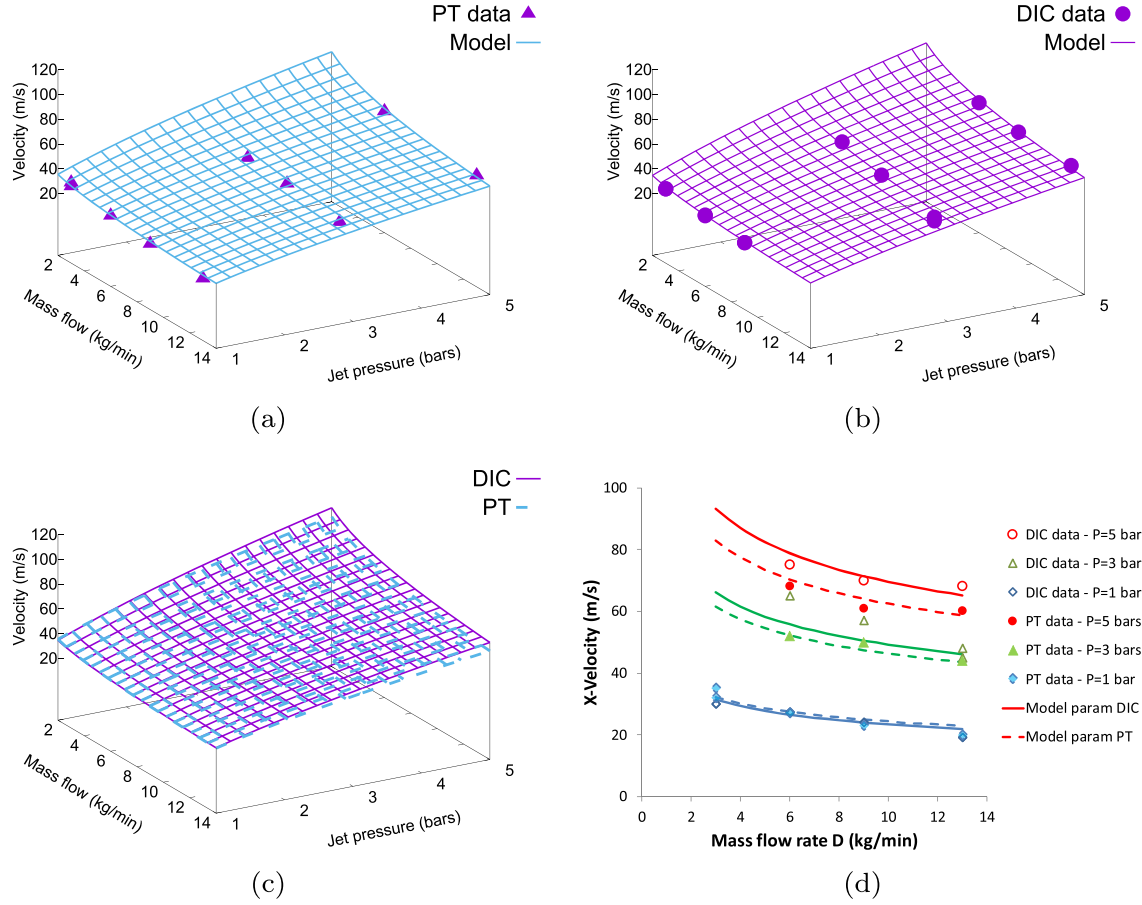 PT data
Model
Velocity (m/s)
120
100
80
60
40
20
2
4
6
8
10
12
14
Mass flow (kg/min)
1
2
3
4
5
Jet pressure (bars)
(a)
DIC data
Model
Velocity (m/s)
120
100
80
60
40
20
2
4
6
8
10
12
14
Mass flow (kg/min)
1
2
3
4
5
Jet pressure (bars)
(b)
DIC
PT
Velocity (m/s)
120
100
80
60
40
20
2
4
6
8
10
12
14
Mass flow (kg/min)
1
2
3
4
5
Jet pressure (bars)
(c)
X-Velocity (m/s)
100
80
60
40
20
0
0 2 4 6 8 10 12 14
Mass flow rate D (kg/min)
DIC data - P=5 bar
DIC data - P=3 bar
DIC data - P=1 bar
PT data - P=5 bars
PT data - P=3 bars
PT data - P=1 bar
Model param DIC
Model param PT
(d)